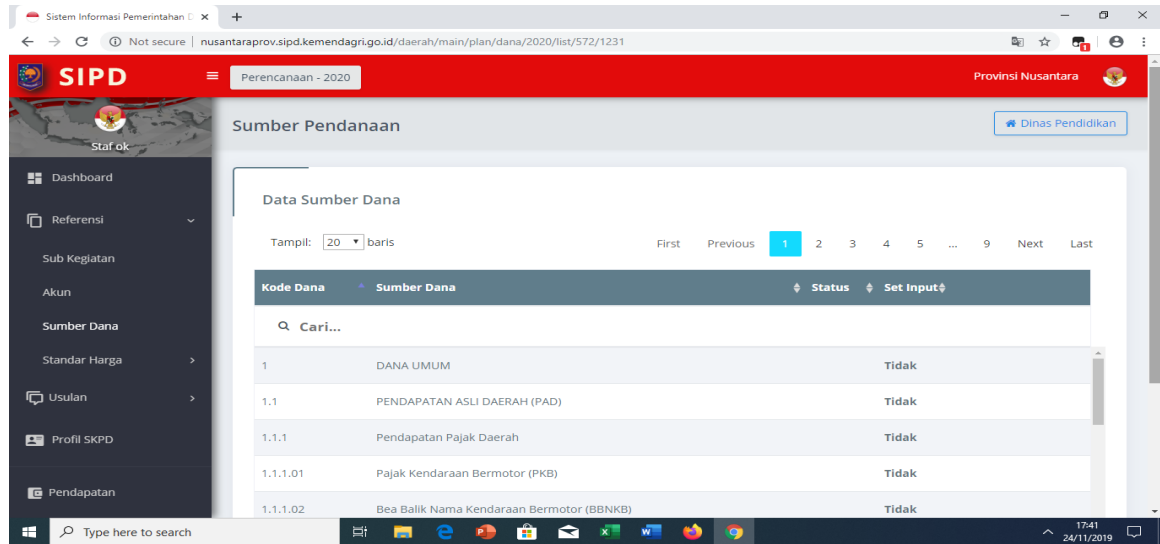 Sistem Informasi Pemerintahan D
Not secure | nusantaraprov.sipd.kemendagri.go.id/daerah/main/plan/dana/2020/list/572/1231
1
SIPD
Perencanaan - 2020
Provinsi Nusantara
Staf ok
Sumber Pendanaan
Dinas Pendidikan
Dashboard
Referensi
Sub Kegiatan
Akun
Sumber Dana
Standar Harga
Usulan
Profil SKPD
Pendapatan
Data Sumber Dana
Tampil: 20 baris
First Previous 1 2 3 4 5 ... 9 Next Last
Kode Dana Sumber Dana Status Set Input
Cari...
1 DANA UMUM Tidak
1.1 PENDAPATAN ASLI DAERAH (PAD) Tidak
1.1.1 Pendapatan Pajak Daerah Tidak
1.1.1.01 Pajak Kendaraan Bermotor (PKB) Tidak
1.1.1.02 Bea Balik Nama Kendaraan Bermotor (BBNKB) Tidak
Type here to search
17:41
24/11/2019